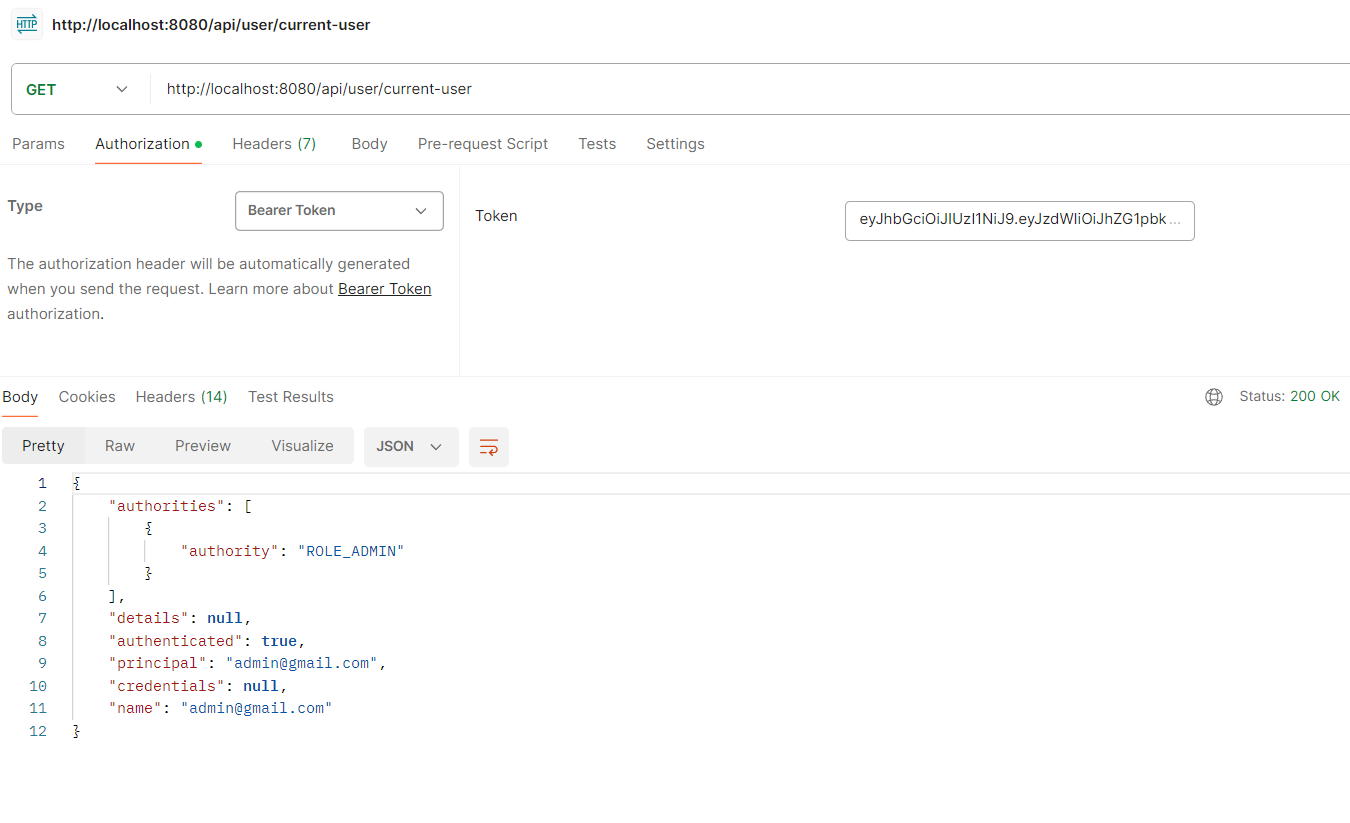 HTTP http://localhost:8080/api/user/current-user
GET http://localhost:8080/api/user/current-user
Params Authorization Headers (7) Body Pre-request Script Tests Settings
Type Bearer Token Token eyJhbGciOiJIUzI1NiJ9.eyJzdWIiOiJhZG1pbk...
The authorization header will be automatically generated
when you send the request. Learn more about Bearer Token
authorization.
Body Cookies Headers (14) Test Results Status: 200 OK
Pretty Raw Preview Visualize JSON
1 {
2 "authorities": [
3 {
4 "authority": "ROLE_ADMIN"
5 }
6 ],
7 "details": null,
8 "authenticated": true,
9 "principal": "admin@gmail.com",
10 "credentials": null,
11 "name": "admin@gmail.com"
12 }